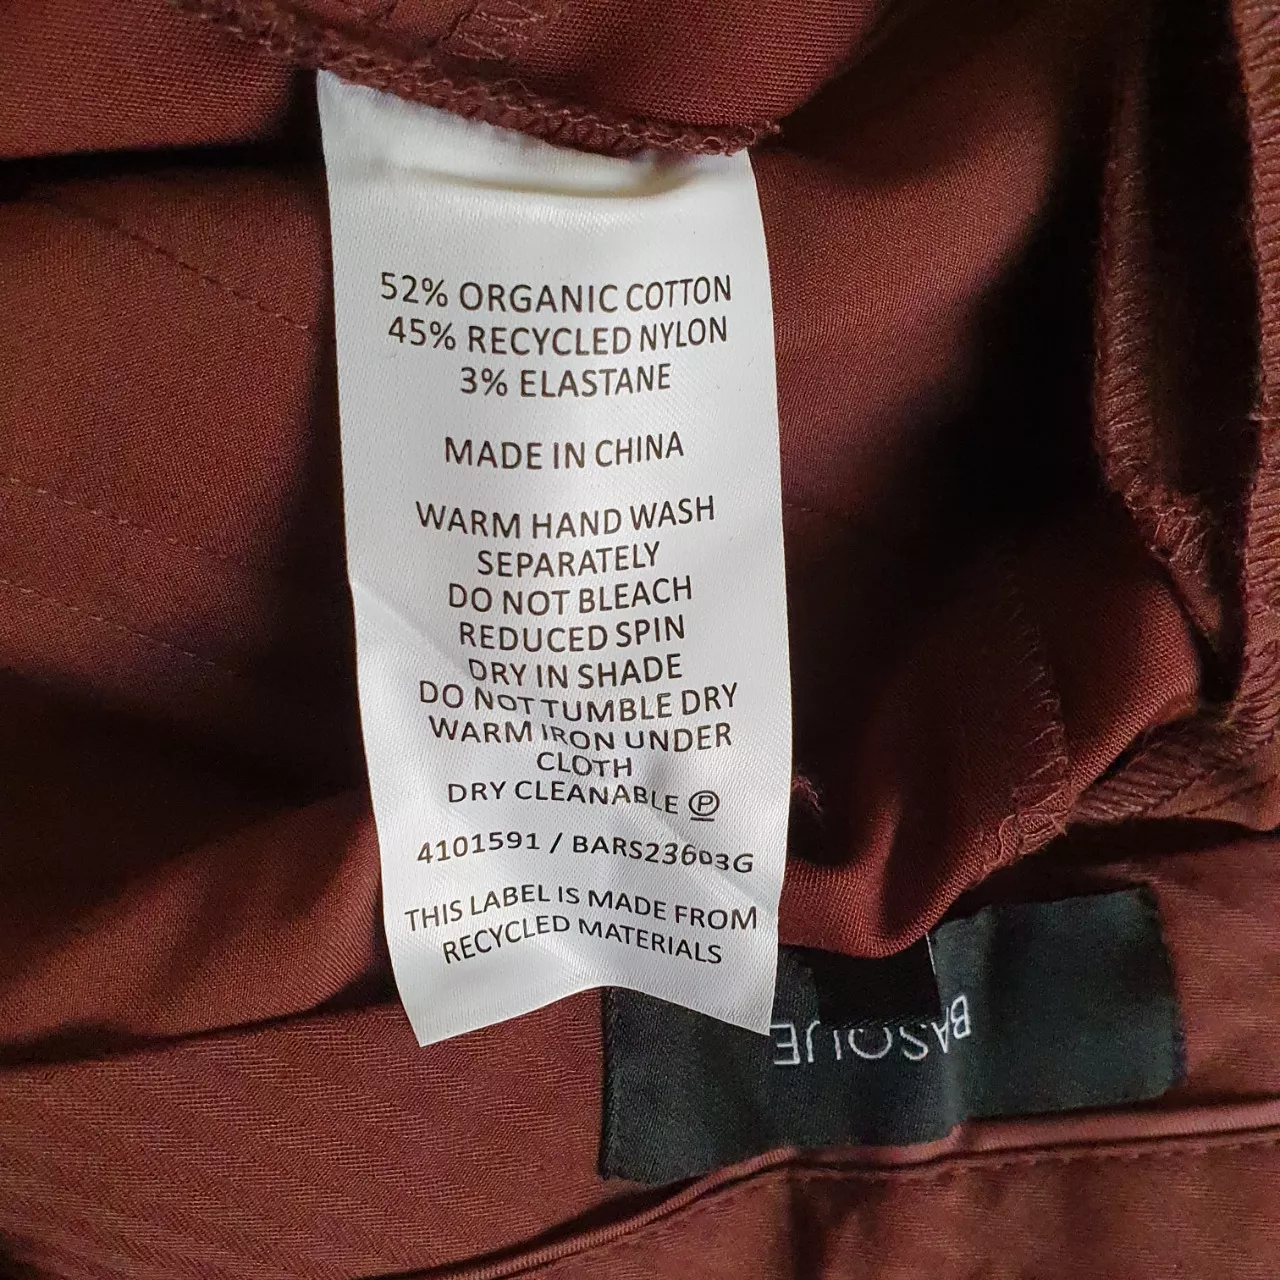 52% ORGANIC COTTON
45% RECYCLED NYLON
3% ELASTANE
MADE IN CHINA
WARM HAND WASH
SEPARATELY
DO NOT BLEACH
REDUCED SPIN
DRY IN SHADE
DO NOT TUMBLE DRY
WARM IRON UNDER
CLOTH
DRY CLEANABLE Ⓟ
4101591 / BARS23603G
THIS LABEL IS MADE FROM
RECYCLED MATERIALS
BASQUE